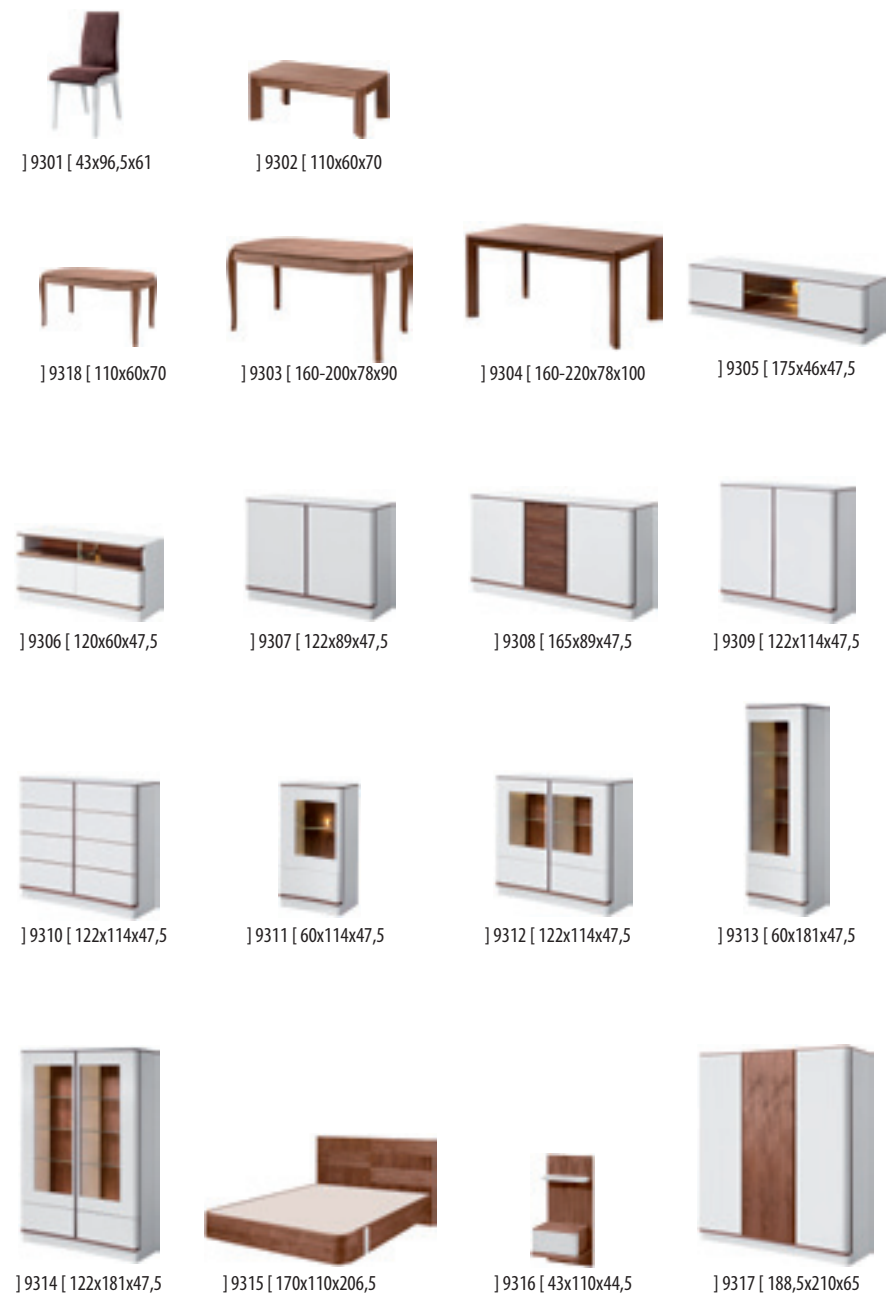 ] 9301 [ 43x96,5x61
] 9302 [ 110x60x70
] 9318 [ 110x60x70
] 9303 [ 160-200x78x90
] 9304 [ 160-220x78x100
] 9305 [ 175x46x47,5
] 9306 [ 120x60x47,5
] 9307 [ 122x89x47,5
] 9308 [ 165x89x47,5
] 9309 [ 122x114x47,5
] 9310 [ 122x114x47,5
] 9311 [ 60x114x47,5
] 9312 [ 122x114x47,5
] 9313 [ 60x181x47,5
] 9314 [ 122x181x47,5
] 9315 [ 170x110x206,5
] 9316 [ 43x110x44,5
] 9317 [ 188,5x210x65